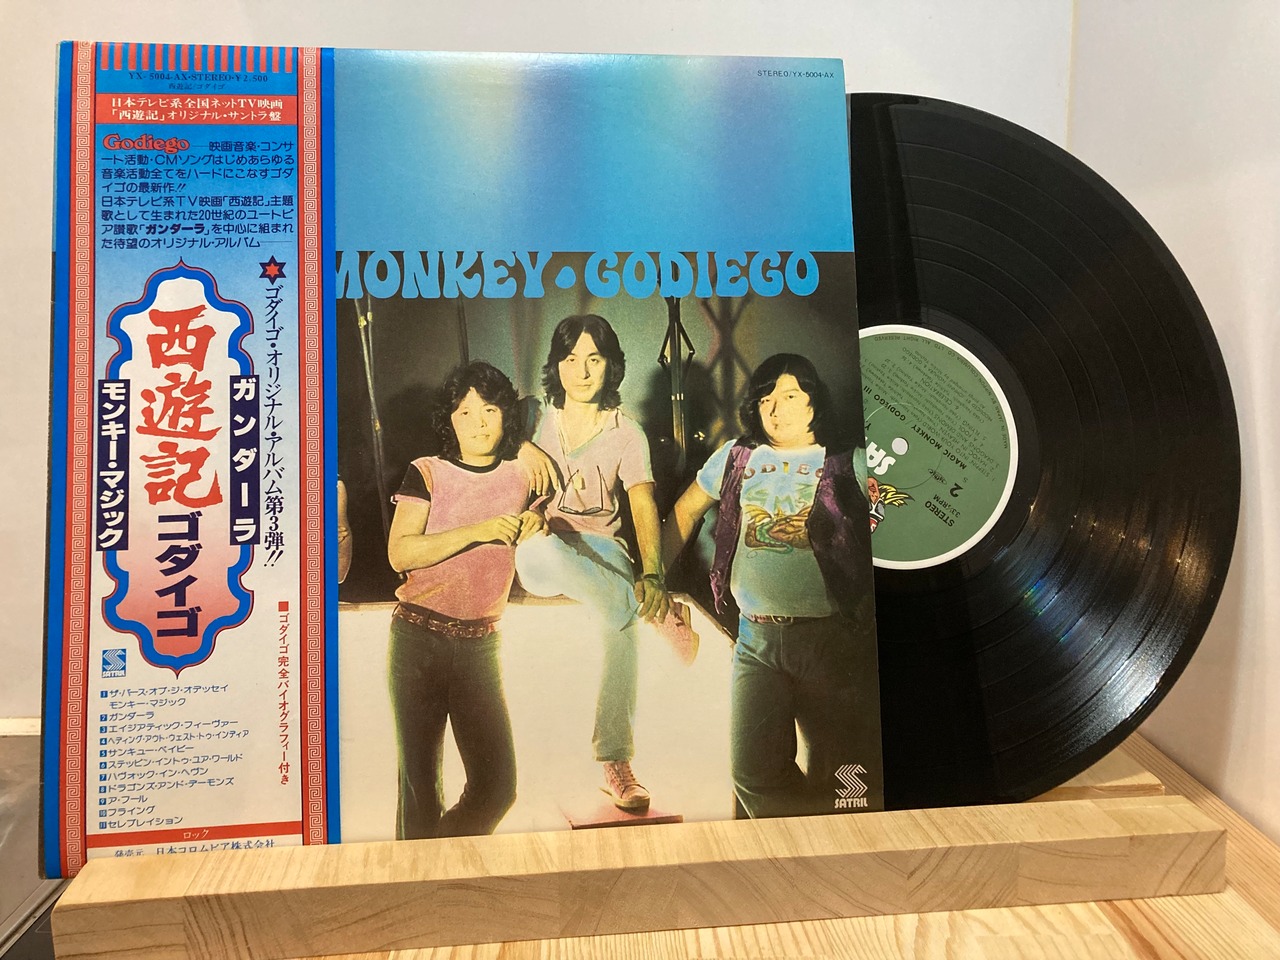 YX-5004-AX・STEREO・¥2,500
西遊記/ゴダイゴ
日本テレビ系全国ネットTV映画
「西遊記」オリジナル・サントラ盤
Godiego——映画音楽・コンサ
ート活動・CMソングはじめあらゆる
音楽活動全てをハードにこなすゴダ
イゴの最新作!!
日本テレビ系TV映画「西遊記」主題
歌として生まれた20世紀のユートピ
ア讃歌「ガンダーラ」を中心に組まれ
た待望のオリジナル・アルバム——
ゴダイゴ・オリジナル・アルバム第3弾!!
ガンダーラ
西遊記
ゴダイゴ
モンキー・マジック
■ゴダイゴ完全バイオグラフィー付き
SATRIL
1 ザ・バース・オブ・ジ・オデッセイ
モンキー・マジック
2 ガンダーラ
3 エイジアティック・フィーヴァー
4 ヘディング・アウト・ウェスト・トゥ・インディア
5 サンキュー・ベイビー
6 ステッピン・イントゥ・ユア・ワールド
7 ハヴォック・イン・ヘヴン
8 ドラゴンズ・アンド・デーモンズ
9 ア・フール
10 フライング
11 セレブレイション
ロック
発売元 日本コロムビア株式会社
STEREO/YX-5004-AX
MONKEY・GODIEGO
GODIEGO
SATRIL
STEREO
33⅓RPM
2
MAGIC MONKEY GODIEGO III
SA